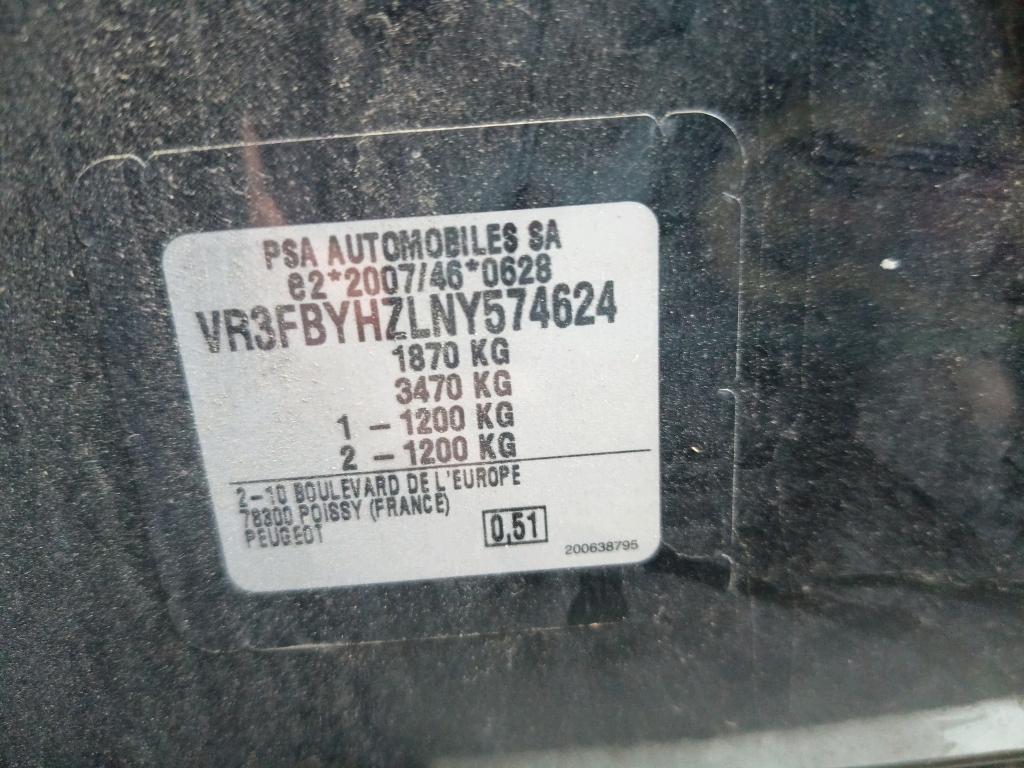 PSA AUTOMOBILES SA
e2*2007/46*0628
VR3FBYHZLNY574624
1870 KG
3470 KG
1 - 1200 KG
2 - 1200 KG
2-10 BOULEVARD DE L'EUROPE
78300 POISSY (FRANCE)
PEUGEOT
0,51
200638795